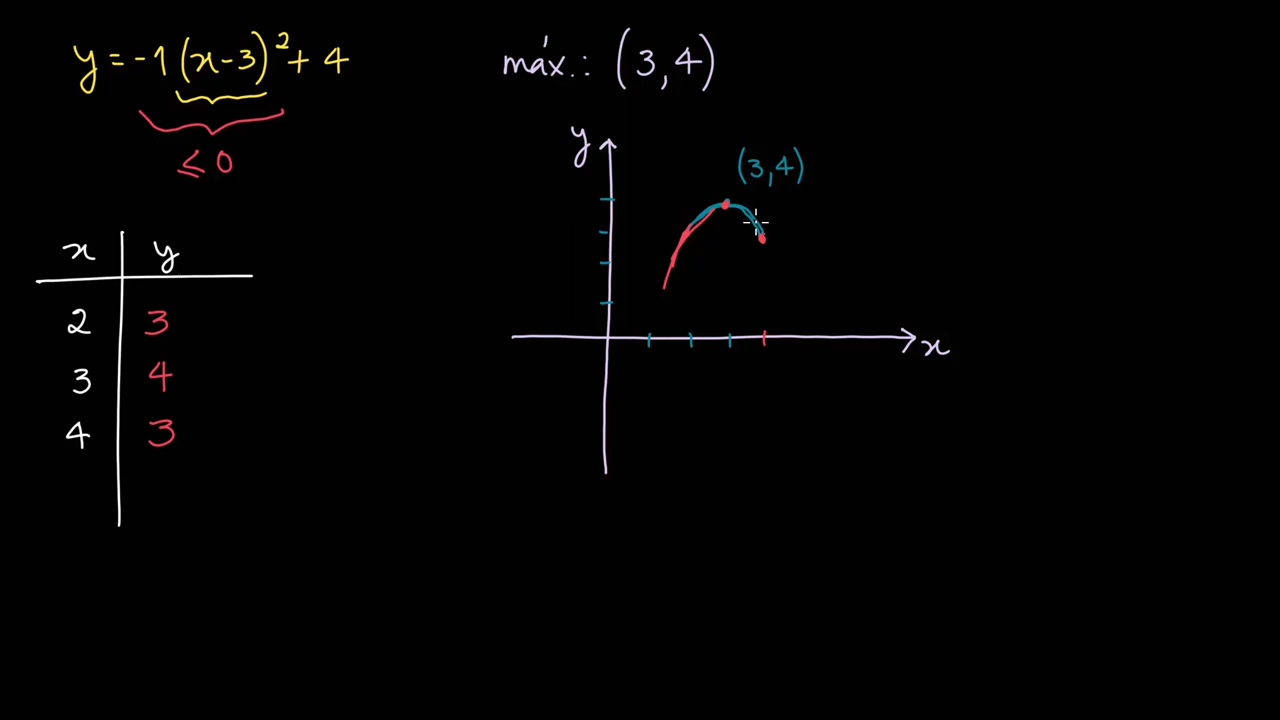 y = -1 (x-3)² + 4
≤ 0
máx.: (3,4)
y
(3,4)
x
x y
2 3
3 4
4 3